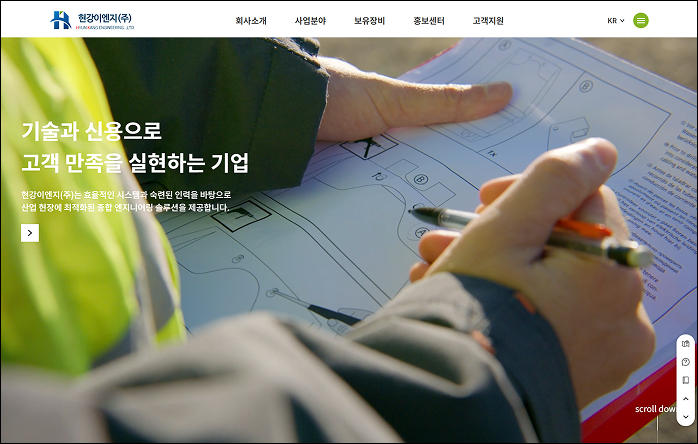 현강이엔지(주)
HYUNKANG ENGINEERING .,LTD
회사소개
사업분야
보유장비
홍보센터
고객지원
KR
기술과 신용으로
고객 만족을 실현하는 기업
현강이엔지(주)는 효율적인 시스템과 숙련된 인력을 바탕으로
산업 현장에 최적화된 종합 엔지니어링 솔루션을 제공합니다.
B
1x
B
A
scroll down